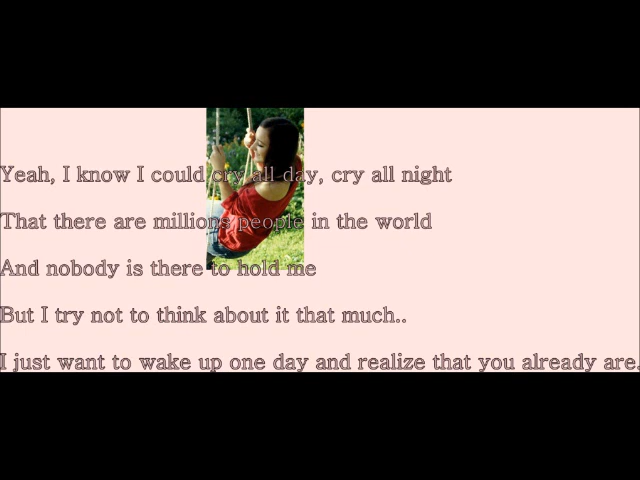 Yeah, I know I could cry all day, cry all night
That there are millions people in the world
And nobody is there to hold me
But I try not to think about it that much..
I just want to wake up one day and realize that you already are.